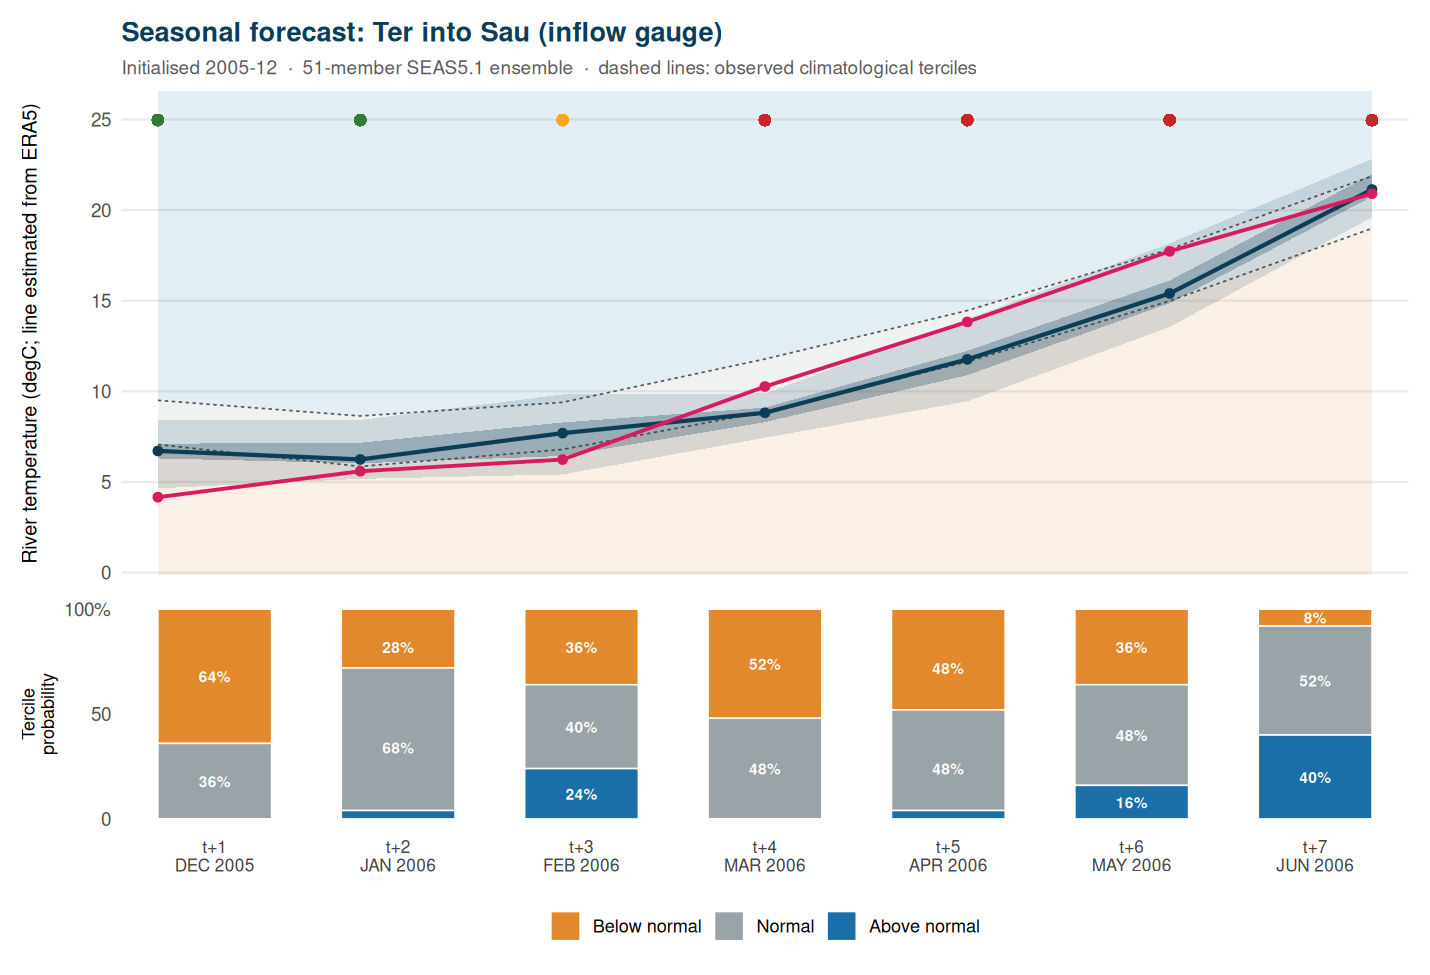 Seasonal forecast: Ter into Sau (inflow gauge)
Initialised 2005-12 · 51-member SEAS5.1 ensemble · dashed lines: observed climatological terciles
River temperature (degC; line estimated from ERA5)
25
20
15
10
5
0
Tercile
probability
100%
50
0
64%
36%
28%
68%
36%
40%
24%
52%
48%
48%
48%
36%
48%
16%
8%
52%
40%
t+1
DEC 2005
t+2
JAN 2006
t+3
FEB 2006
t+4
MAR 2006
t+5
APR 2006
t+6
MAY 2006
t+7
JUN 2006
Below normal
Normal
Above normal